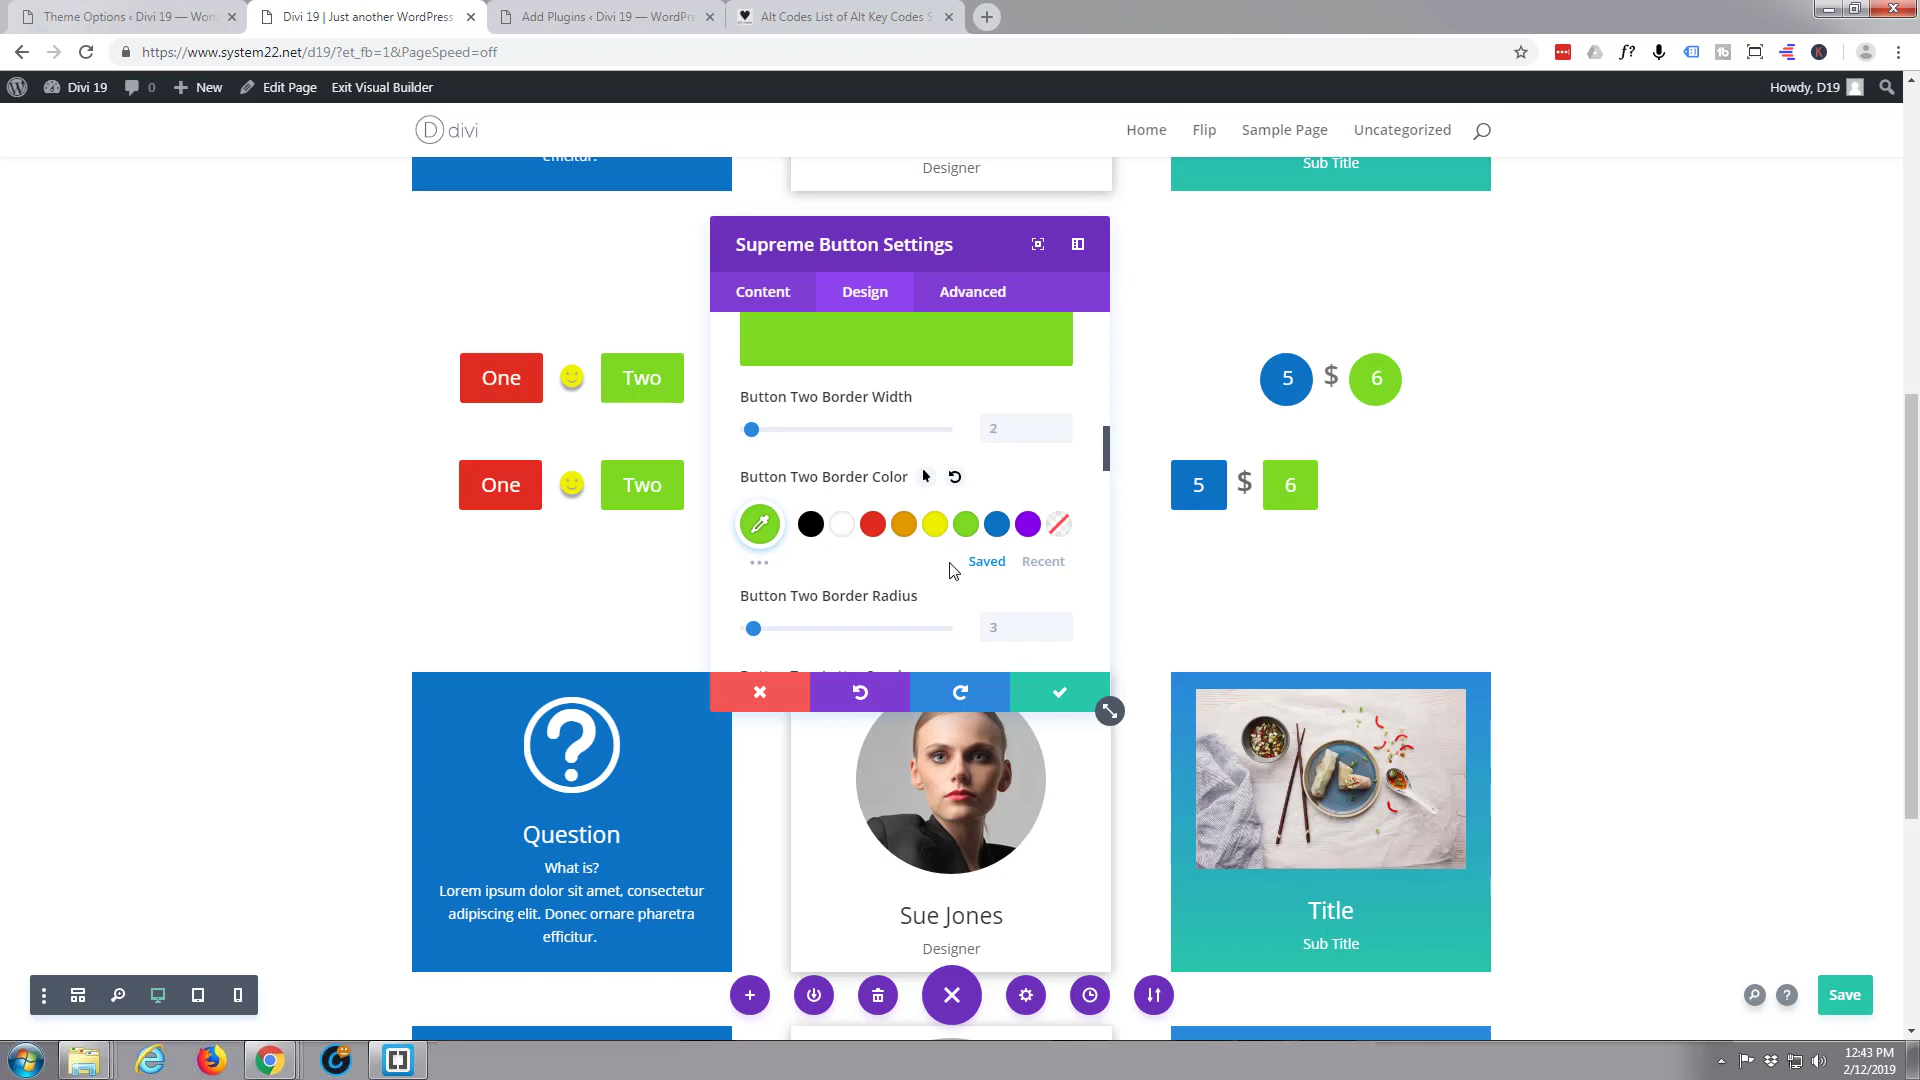 Theme Options ‹ Divi 19 — Wor
Divi 19 | Just another WordPress
Add Plugins ‹ Divi 19 — WordPre
Alt Codes List of Alt Key Codes S
https://www.system22.net/d19/?et_fb=1&PageSpeed=off
Divi 19
0
New
Edit Page
Exit Visual Builder
Howdy, D19
divi
Home
Flip
Sample Page
Uncategorized
efficitur.
Designer
Sub Title
Supreme Button Settings
Content
Design
Advanced
Button Two Border Width
2
Button Two Border Color
Saved
Recent
Button Two Border Radius
3
One
Two
5 $ 6
One
Two
5 $ 6
Question
What is?
Lorem ipsum dolor sit amet, consectetur
adipiscing elit. Donec ornare pharetra
efficitur.
Sue Jones
Designer
Title
Sub Title
Save
12:43 PM
2/12/2019